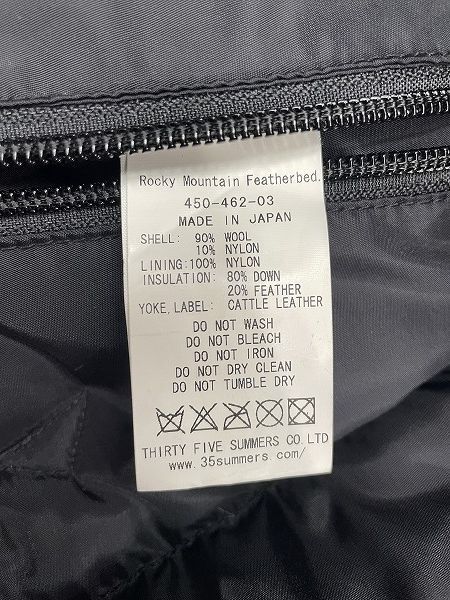 Rocky Mountain Featherbed.
450-462-03
MADE IN JAPAN
SHELL: 90% WOOL
10% NYLON
LINING:100% NYLON
INSULATION: 80% DOWN
20% FEATHER
YOKE,LABEL: CATTLE LEATHER
DO NOT WASH
DO NOT BLEACH
DO NOT IRON
DO NOT DRY CLEAN
DO NOT TUMBLE DRY
THIRTY FIVE SUMMERS CO.LTD
www.35summers.com/